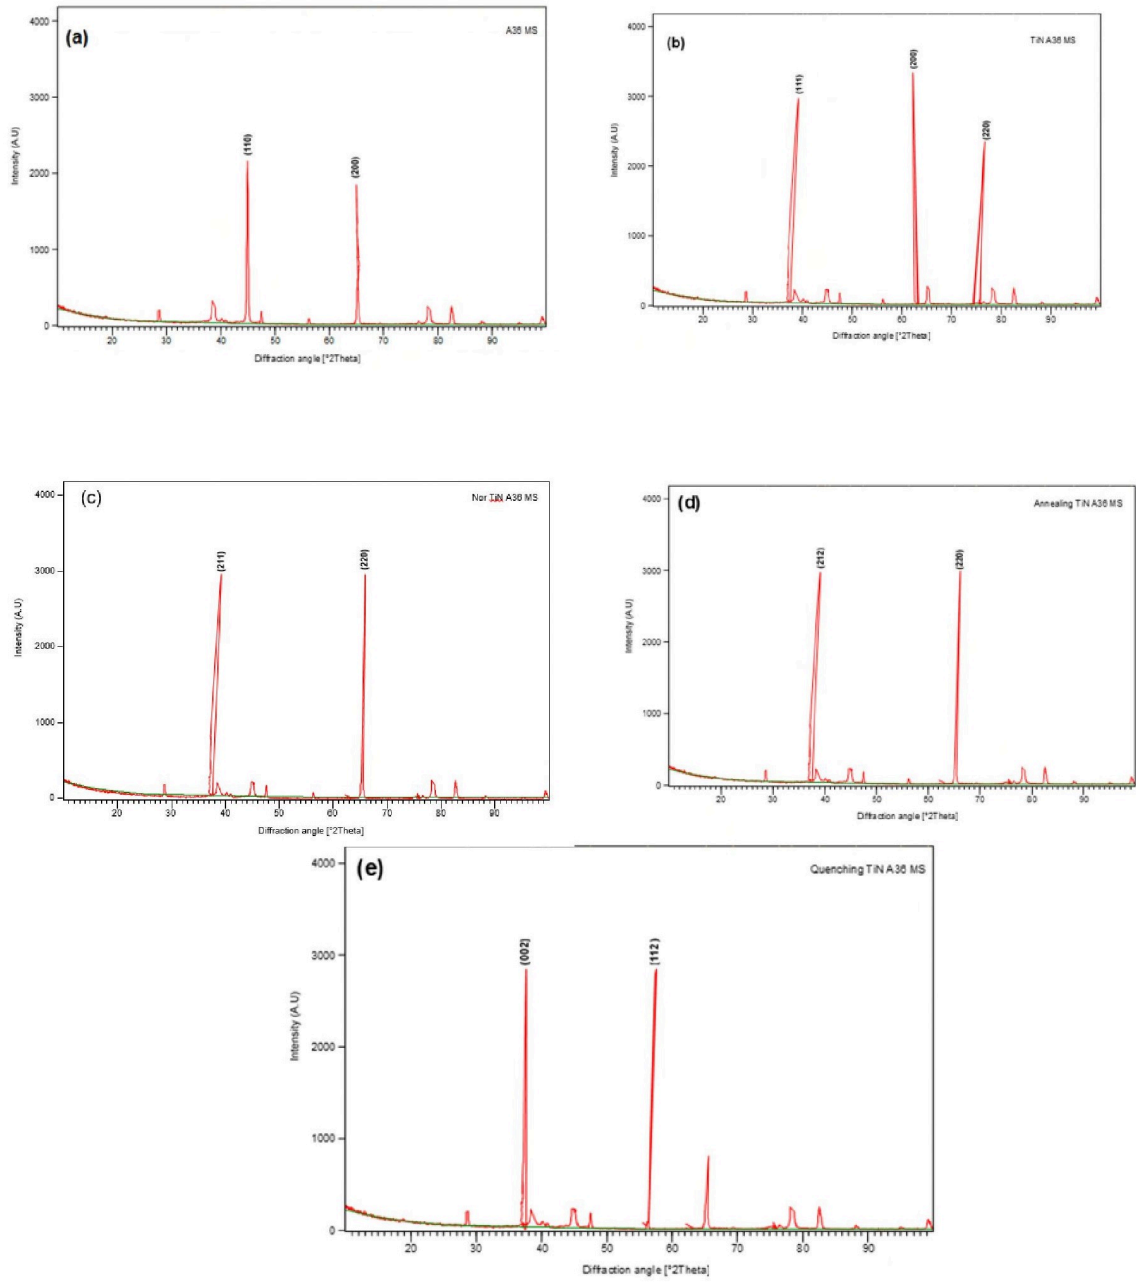 4000
(a)
A36 MS
3000
(110)
(200)
2000
1000
0
Intensity (A.U)
20 30 40 50 60 70 80 90
Diffraction angle [°2Theta]
4000
(b)
TiN A36 MS
(200)
(111)
3000
(220)
2000
1000
0
Intensity (A.U)
20 30 40 50 60 70 80 90
Diffraction angle [°2Theta]
4000
(c)
Nor TiN A36 MS
(211)
(220)
3000
2000
1000
0
Intensity (A.U)
20 30 40 50 60 70 80 90
Diffraction angle [°2Theta]
4000
(d)
Annealing TiN A36 MS
(212)
(220)
3000
2000
1000
0
Intensity (A.U)
20 30 40 50 60 70 80 90
Diffraction angle [°2Theta]
4000
(e)
Quenching TiN A36 MS
(002)
(112)
3000
2000
1000
0
Intensity (A.U)
20 30 40 50 60 70 80 90
Diffraction angle [°2Theta]